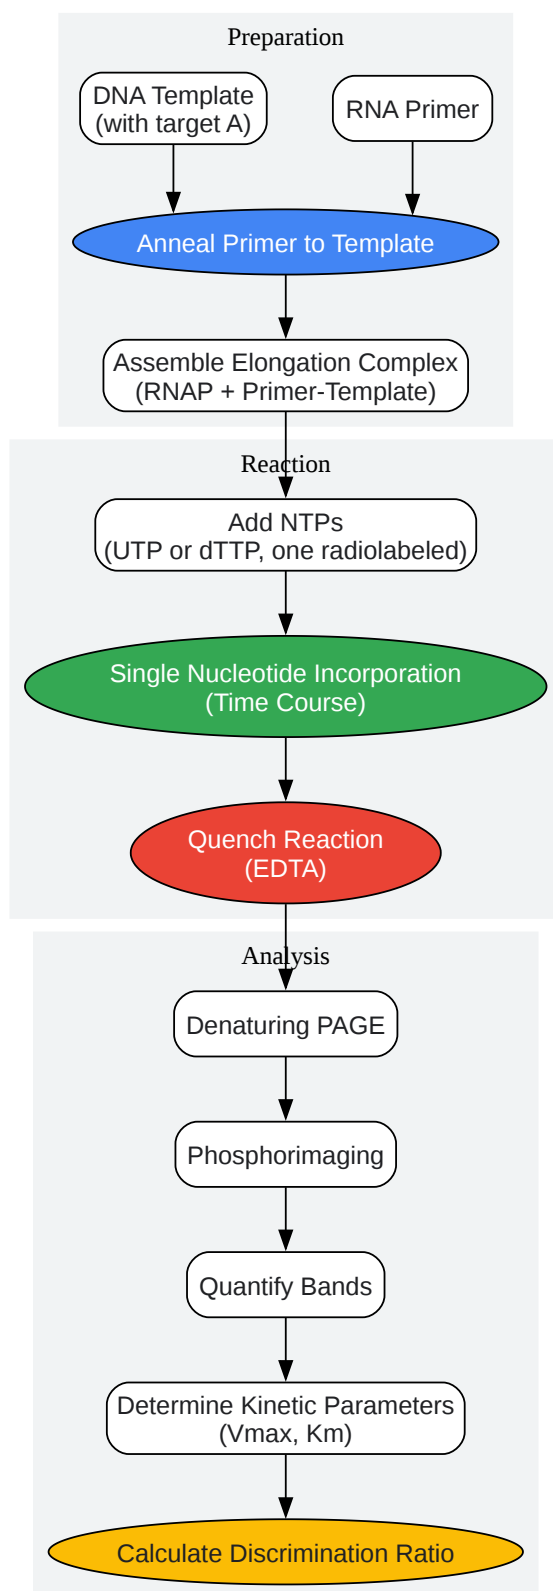 Preparation
DNA Template
(with target A)
RNA Primer
Anneal Primer to Template
Assemble Elongation Complex
(RNAP + Primer-Template)
Reaction
Add NTPs
(UTP or dTTP, one radiolabeled)
Single Nucleotide Incorporation
(Time Course)
Quench Reaction
(EDTA)
Analysis
Denaturing PAGE
Phosphorimaging
Quantify Bands
Determine Kinetic Parameters
(Vmax, Km)
Calculate Discrimination Ratio